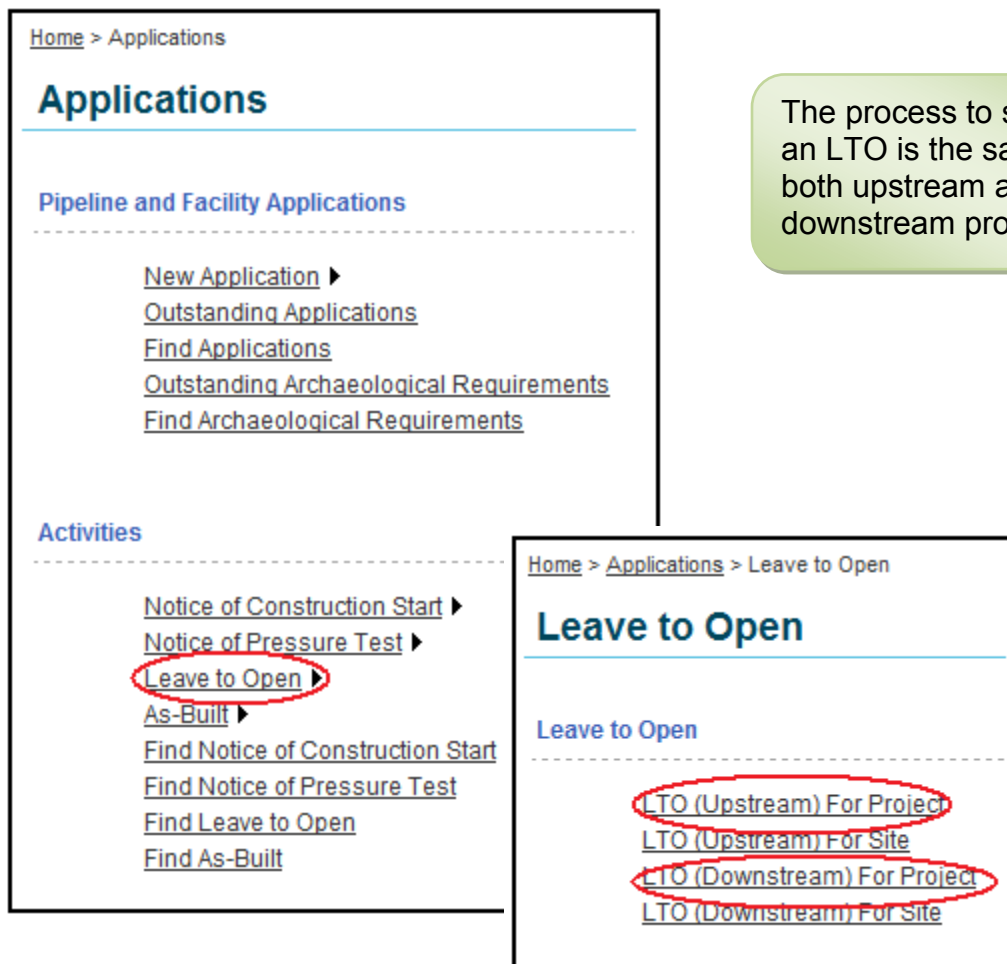 Home > Applications
Applications
Pipeline and Facility Applications
New Application
Outstanding Applications
Find Applications
Outstanding Archaeological Requirements
Find Archaeological Requirements
Activities
Notice of Construction Start
Notice of Pressure Test
Leave to Open
As-Built
Find Notice of Construction Start
Find Notice of Pressure Test
Find Leave to Open
Find As-Built
The process to
an LTO is the
both upstream
downstream
Home > Applications > Leave to Open
Leave to Open
Leave to Open
LTO (Upstream) For Project
LTO (Upstream) For Site
LTO (Downstream) For Project
LTO (Downstream) For Site